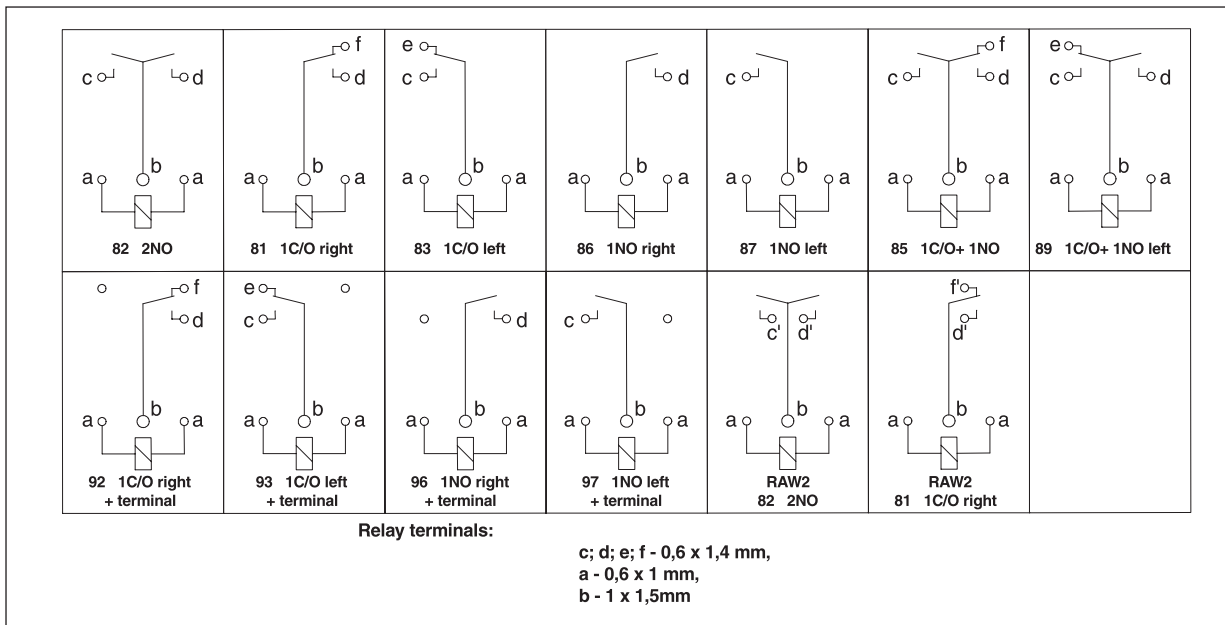 f
e
f
e
c
d
d
c
d
c
c
d
c
d
b
b
b
b
b
b
b
a
a
a
a
a
a
a
a
a
a
a
a
a
a
82 2NO
81 1C/O right
83 1C/O left
86 1NO right
87 1NO left
85 1C/O+ 1NO
89 1C/O+ 1NO left
f
e
f'
d
c
d
c
c'
d'
d'
b
b
b
b
b
b
a
a
a
a
a
a
a
a
a
a
a
a
92 1C/O right
+ terminal
93 1C/O left
+ terminal
96 1NO right
+ terminal
97 1NO left
+ terminal
RAW2
82 2NO
RAW2
81 1C/O right
Relay terminals:
c; d; e; f - 0,6 x 1,4 mm,
a - 0,6 x 1 mm,
b - 1 x 1,5mm